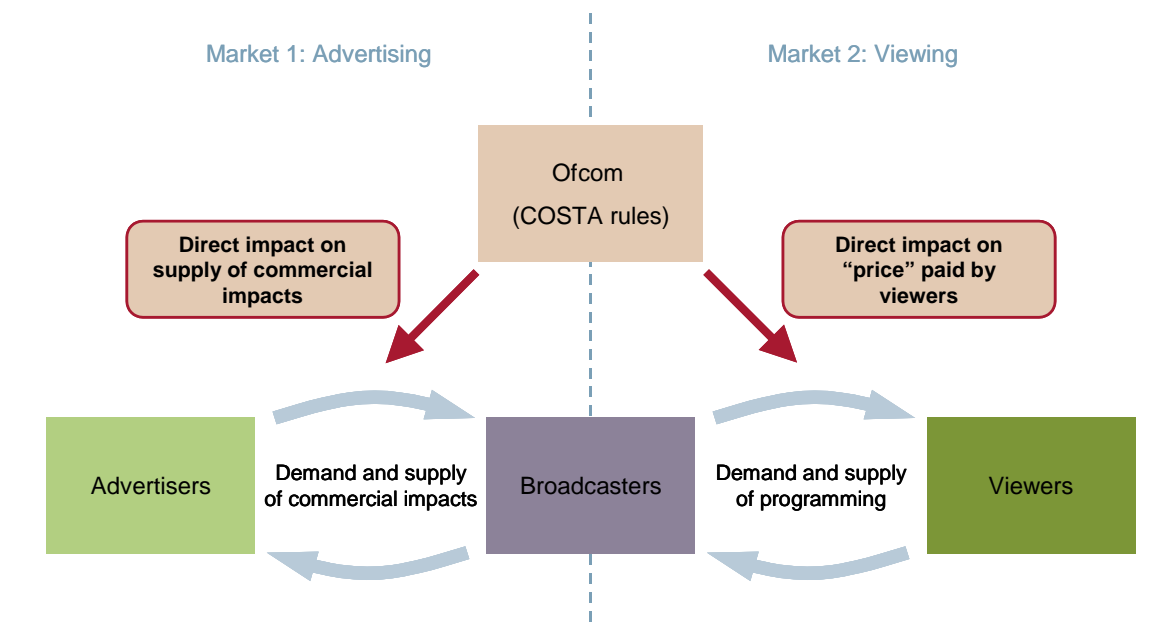 Market 1: Advertising
Market 2: Viewing
Ofcom
(COSTA rules)
Direct impact on
supply of commercial
impacts
Direct impact on
“price” paid by
viewers
Advertisers
Demand and supply
of commercial impacts
Broadcasters
Demand and supply
of programming
Viewers